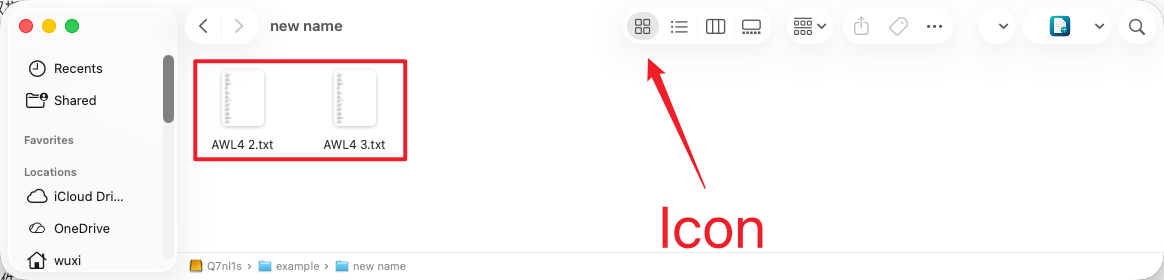 new name
Recents
Shared
Favorites
Locations
iCloud Dri...
OneDrive
wuxi
AWL4 2.txt
AWL4 3.txt
Icon
Q7nl1s › example › new name